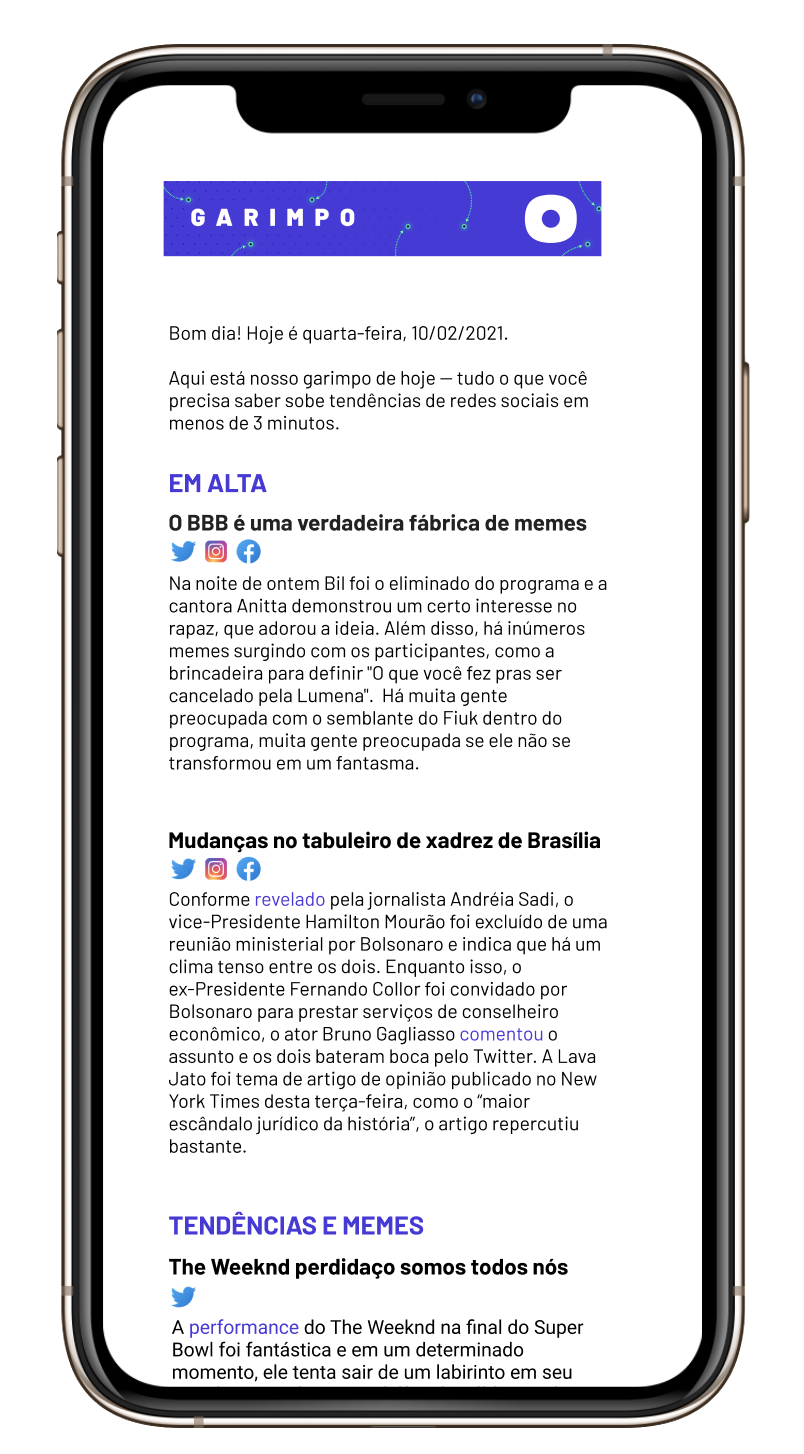 GARIMPO
O
Bom dia! Hoje é quarta-feira, 10/02/2021.
Aqui está nosso garimpo de hoje — tudo o que você
precisa saber sobe tendências de redes sociais em
menos de 3 minutos.
EM ALTA
O BBB é uma verdadeira fábrica de memes
Na noite de ontem Bil foi o eliminado do programa e a
cantora Anitta demonstrou um certo interesse no
rapaz, que adorou a ideia. Além disso, há inúmeros
memes surgindo com os participantes, como a
brincadeira para definir "O que você fez pras ser
cancelado pela Lumena". Há muita gente
preocupada com o semblante do Fiuk dentro do
programa, muita gente preocupada se ele não se
transformou em um fantasma.
Mudanças no tabuleiro de xadrez de Brasília
Conforme revelado pela jornalista Andréia Sadi, o
vice-Presidente Hamilton Mourão foi excluído de uma
reunião ministerial por Bolsonaro e indica que há um
clima tenso entre os dois. Enquanto isso, o
ex-Presidente Fernando Collor foi convidado por
Bolsonaro para prestar serviços de conselheiro
econômico, o ator Bruno Gagliasso comentou o
assunto e os dois bateram boca pelo Twitter. A Lava
Jato foi tema de artigo de opinião publicado no New
York Times desta terça-feira, como o “maior
escândalo jurídico da história”, o artigo repercutiu
bastante.
TENDÊNCIAS E MEMES
The Weeknd perdidaço somos todos nós
A performance do The Weeknd na final do Super
Bowl foi fantástica e em um determinado
momento, ele tenta sair de um labirinto em seu